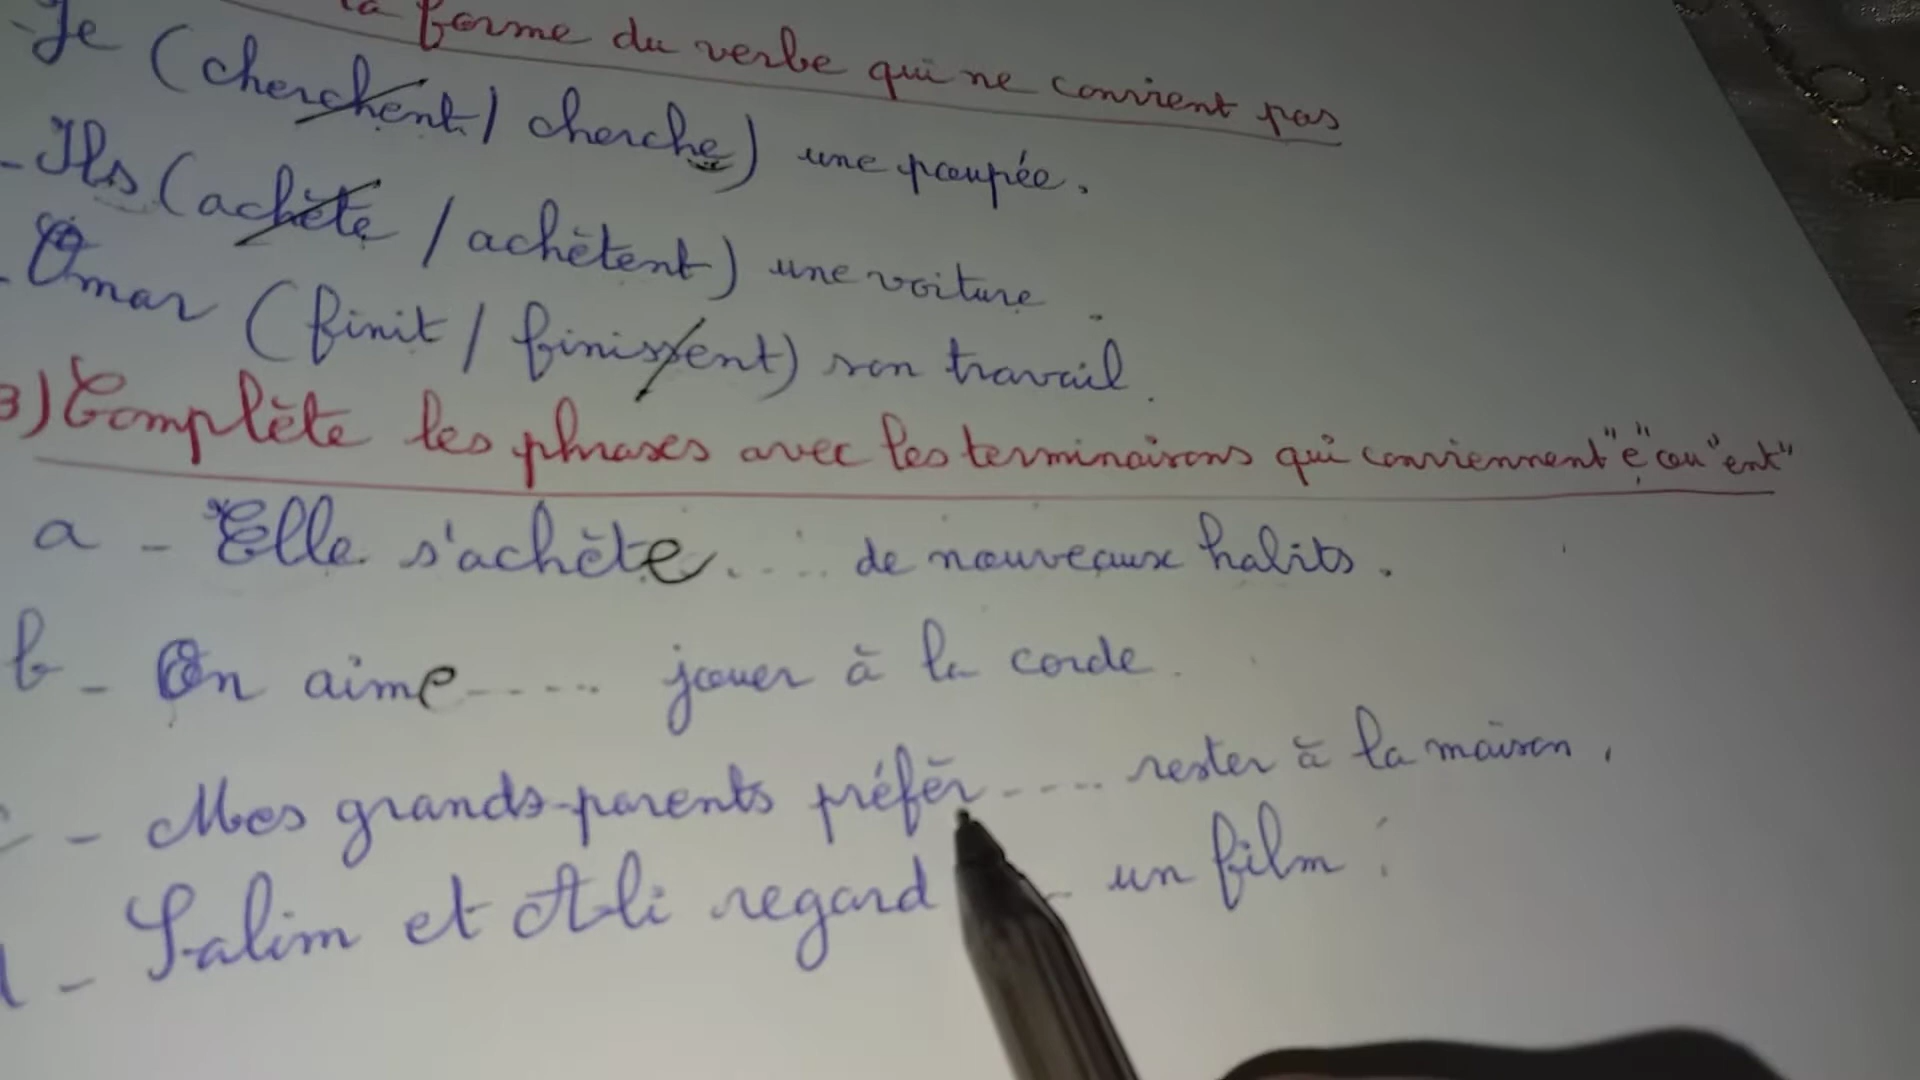 la forme du verbe qui ne convient pas
- Je (cherchent / cherche) une poupée.
- Ils (achète / achètent) une voiture.
- Omar (finit / finissent) son travail.
3) Complète les phrases avec les terminaisons qui conviennent "e" ou "ent"
a - Elle s'achète..... de nouveaux habits.
b - On aime ..... jouer à la corde.
- Mes grands-parents préfèr ..... rester à la maison.
- Salim et Ali regard un film.